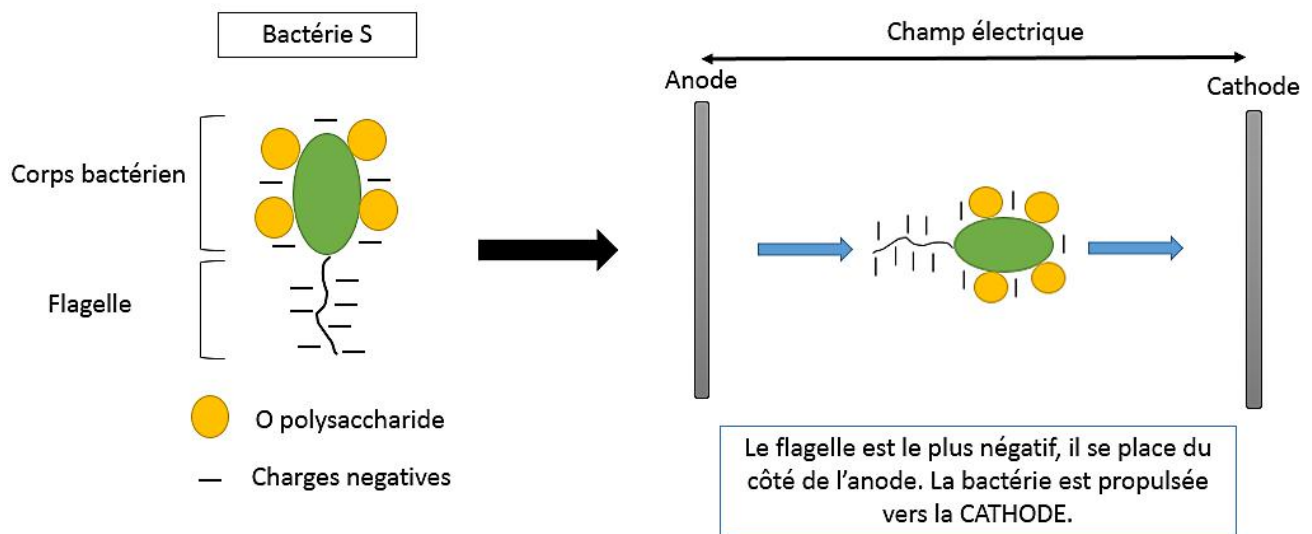 Bactérie S
Corps bactérien
Flagelle
O polysaccharide
Charges negatives
Champ électrique
Anode
Cathode
Le flagelle est le plus négatif, il se place du
côté de l'anode. La bactérie est propulsée
vers la CATHODE.